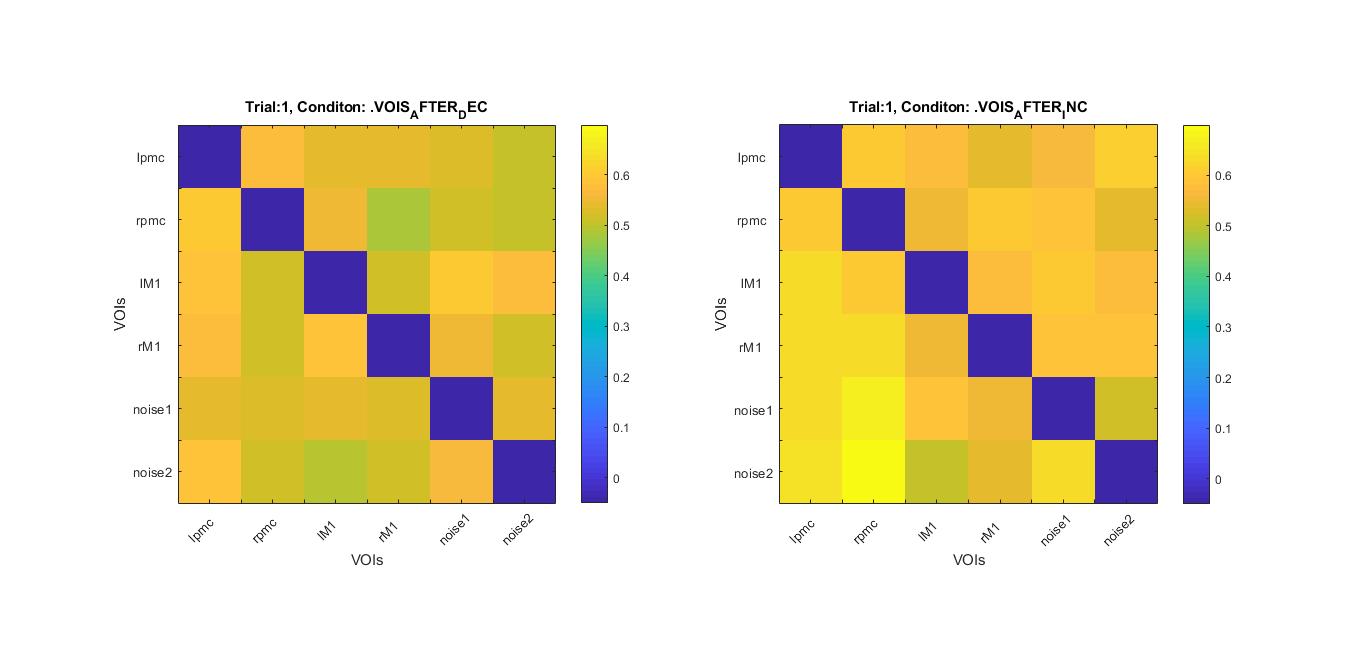 Trial:1, Conditon: .VOIS_AFTER_DEC
lpmc
rpmc
lM1
rM1
noise1
noise2
VOIs
lpmc
rpmc
lM1
rM1
noise1
noise2
VOIs
0.6
0.5
0.4
0.3
0.2
0.1
0
Trial:1, Conditon: .VOIS_AFTER_INC
lpmc
rpmc
lM1
rM1
noise1
noise2
VOIs
lpmc
rpmc
lM1
rM1
noise1
noise2
VOIs
0.6
0.5
0.4
0.3
0.2
0.1
0